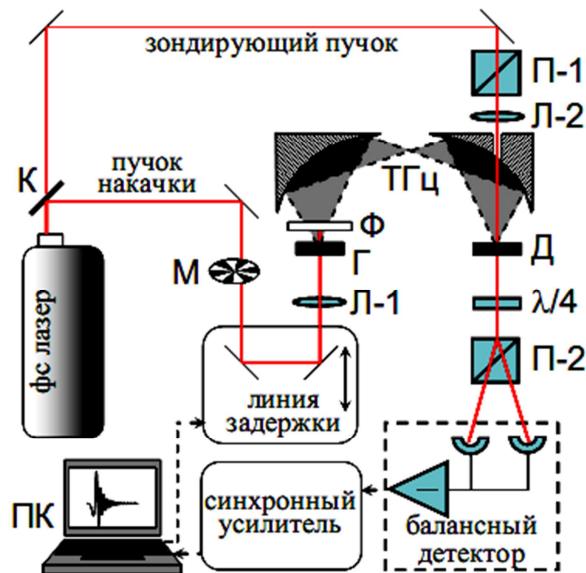 зондирующий пучок
П-1
Л-2
К
пучок
накачки
ТГц
Ф
Г
Д
М
Л-1
λ/4
П-2
фс лазер
линия
задержки
ПК
синхронный
усилитель
балансный
детектор